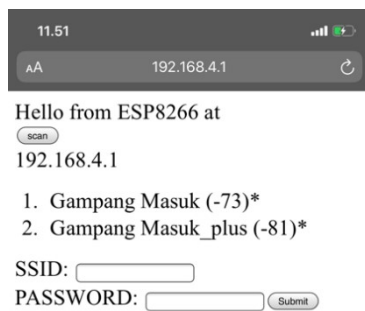 11.51
AA 192.168.4.1
Hello from ESP8266 at
scan
192.168.4.1
1. Gampang Masuk (-73)*
2. Gampang Masuk_plus (-81)*
SSID:
PASSWORD: Submit